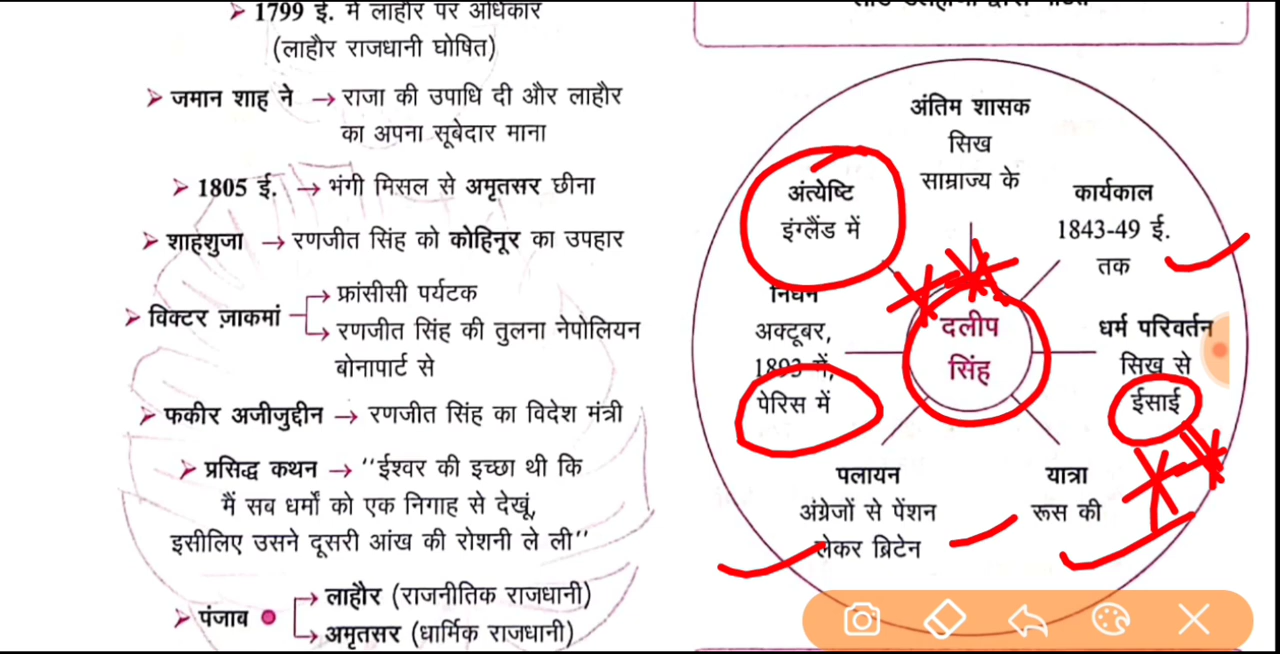 ➤ 1799 ई. में लाहौर पर अधिकार
(लाहौर राजधानी घोषित)
➤ जमान शाह ने → राजा की उपाधि दी और लाहौर
का अपना सूबेदार माना
➤ 1805 ई. → भंगी मिसल से अमृतसर छीना
➤ शाहशुजा → रणजीत सिंह को कोहिनूर का उपहार
➤ विक्टर ज़ाकमां → फ्रांसीसी पर्यटक
→ रणजीत सिंह की तुलना नेपोलियन
बोनापार्ट से
➤ फकीर अजीजुद्दीन → रणजीत सिंह का विदेश मंत्री
➤ प्रसिद्ध कथन → ‘‘ईश्वर की इच्छा थी कि
मैं सब धर्मों को एक निगाह से देखूं,
इसीलिए उसने दूसरी आंख की रोशनी ले ली’’
➤ पंजाब → लाहौर (राजनीतिक राजधानी)
→ अमृतसर (धार्मिक राजधानी)
अंतिम शासक
सिख
साम्राज्य के
कार्यकाल
1843-49 ई.
तक
धर्म परिवर्तन
सिख से
ईसाई
यात्रा
रूस की
पलायन
अंग्रेजों से पेंशन
लेकर ब्रिटेन
निधन
अक्टूबर,
1893 में,
पेरिस में
अंत्येष्टि
इंग्लैंड में
दलीप
सिंह